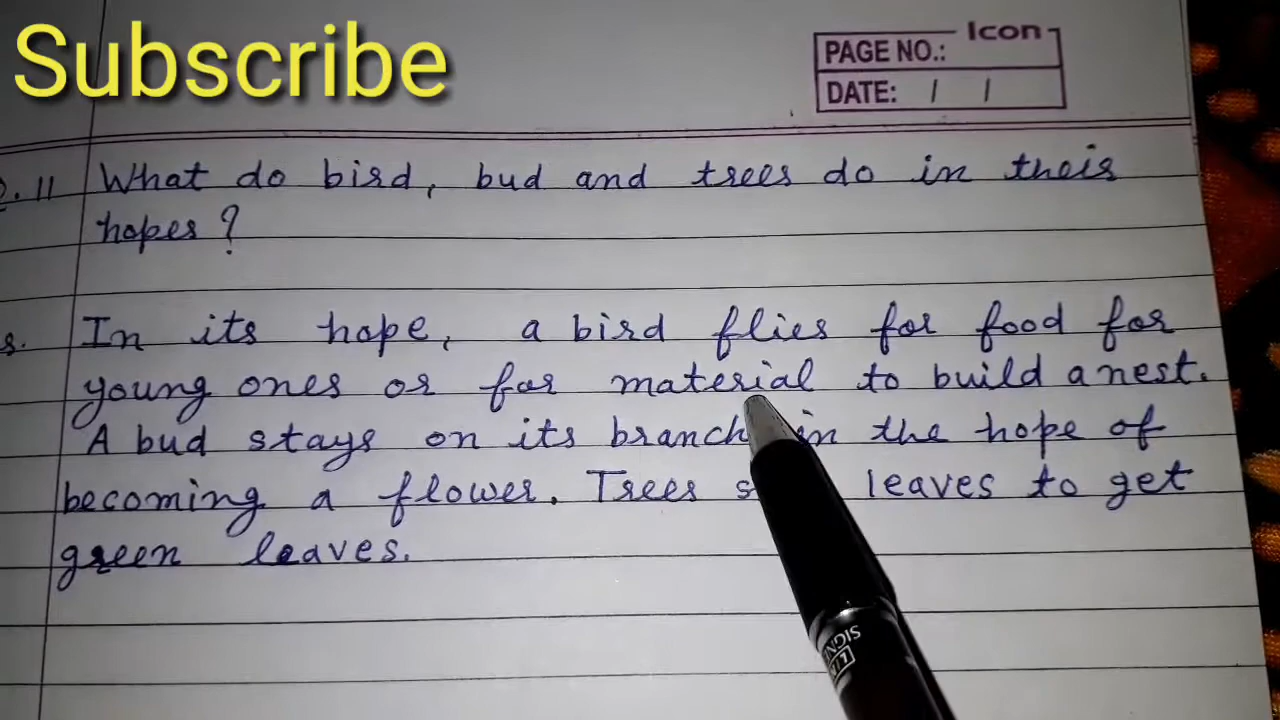 Subscribe
Icon
PAGE NO.:
DATE: / /
Q.11 What do bird, bud and trees do in their
hopes?
s. In its hope, a bird flies for food for
young ones or for material to build a nest.
A bud stays on its branch in the hope of
becoming a flower. Trees leaves to get
green leaves.